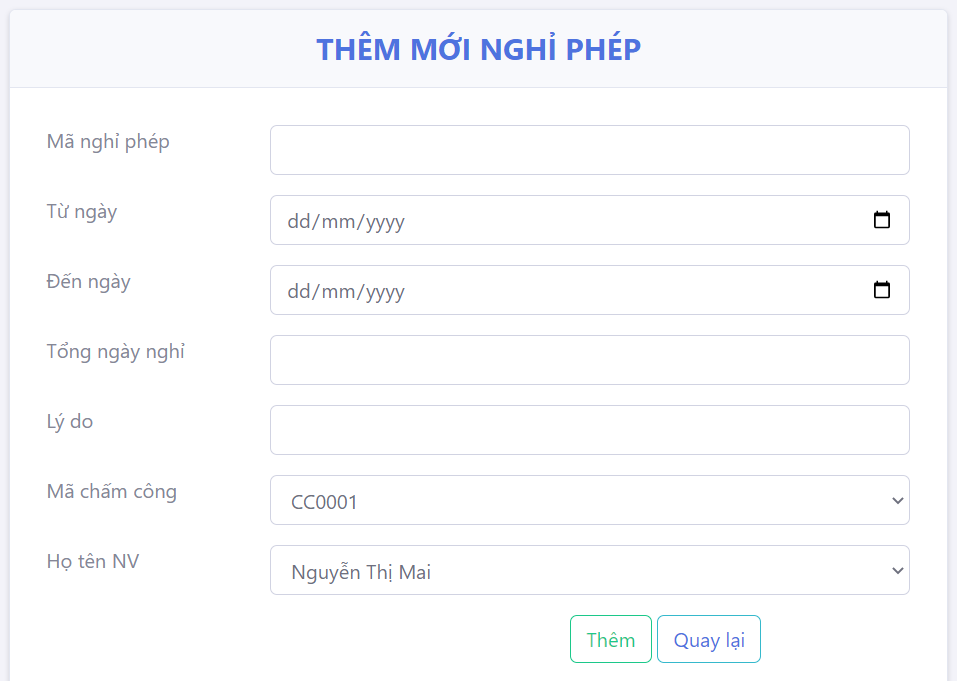 THÊM MỚI NGHỈ PHÉP
Mã nghỉ phép
Từ ngày
dd/mm/yyyy
Đến ngày
dd/mm/yyyy
Tổng ngày nghỉ
Lý do
Mã chấm công
CC0001
Họ tên NV
Nguyễn Thị Mai
Thêm Quay lại